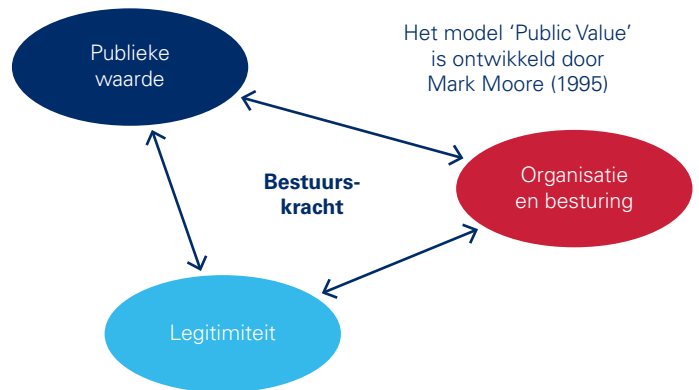 Publieke
waarde
Het model ‘Public Value’
is ontwikkeld door
Mark Moore (1995)
Bestuurs-
kracht
Organisatie
en besturing
Legitimiteit